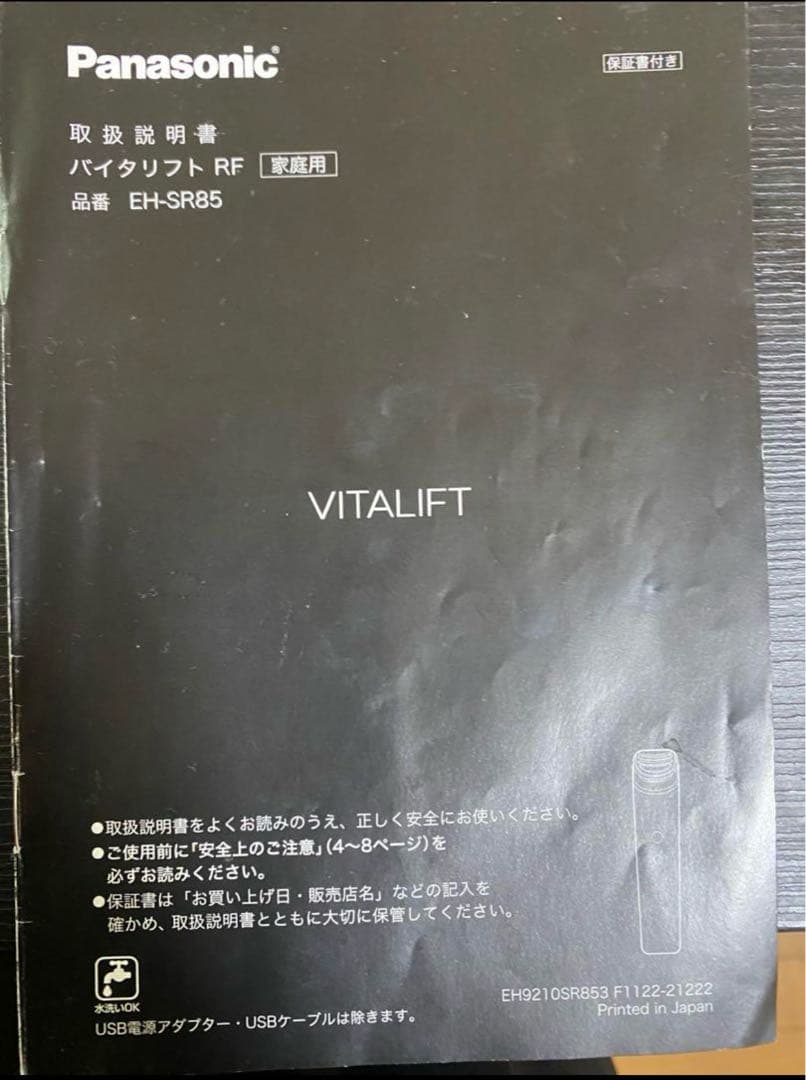 Panasonic®
保証書付き
取扱説明書
バイタリフト RF 家庭用
品番 EH-SR85
VITALIFT
●取扱説明書をよくお読みのうえ、正しく安全にお使いください。
●ご使用前に「安全上のご注意」（4～8ページ）を
必ずお読みください。
●保証書は「お買い上げ日・販売店名」などの記入を
確かめ、取扱説明書とともに大切に保管してください。
水洗いOK
USB電源アダプター・USBケーブルは除きます。
EH9210SR853 F1122-21222
Printed in Japan